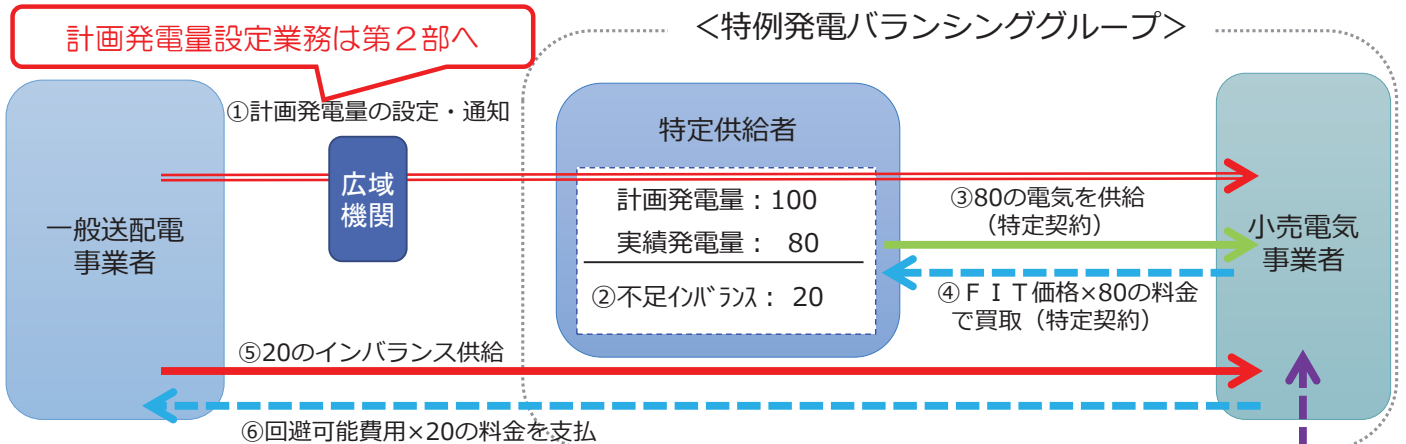 <特例発電バランシンググループ>
計画発電量設定業務は第2部へ
①計画発電量の設定・通知
広域
機関
一般送配電
事業者
特定供給者
計画発電量：100
実績発電量： 80
②不足ｲﾝﾊﾞﾗﾝｽ： 20
③80の電気を供給
（特定契約）
小売電気
事業者
④ＦＩＴ価格×80の料金
で買取（特定契約）
⑤20のインバランス供給
⑥回避可能費用×20の料金を支払